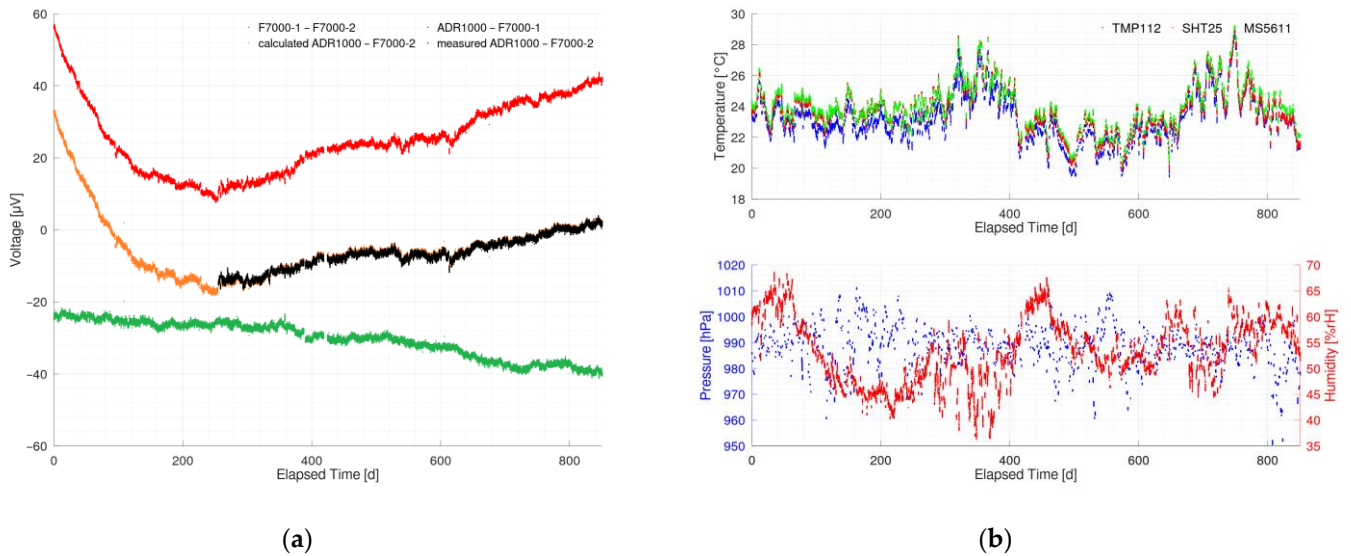 F7000-1 − F7000-2
ADR1000 − F7000-1
calculated ADR1000 − F7000-2
measured ADR1000 − F7000-2
60
40
20
0
−20
−40
−60
Voltage [µV]
0 200 400 600 800
Elapsed Time [d]
(a)
TMP112 SHT25 MS5611
30
28
26
24
22
20
18
Temperature [°C]
0 200 400 600 800
Elapsed Time [d]
1020
1010
1000
990
980
970
960
950
Pressure [hPa]
70
65
60
55
50
45
40
35
Humidity [%rH]
0 200 400 600 800
Elapsed Time [d]
(b)